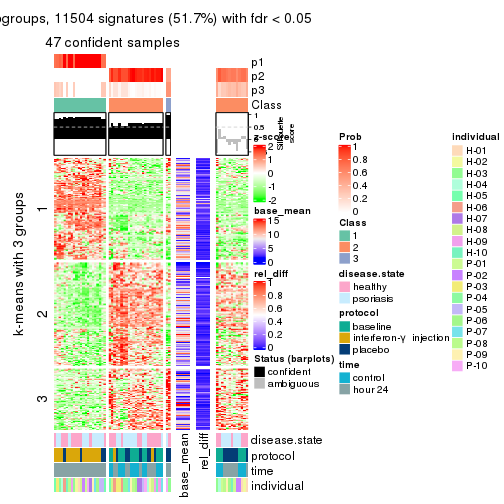 ogroups, 11504 signatures (51.7%) with fdr < 0.05
47 confident samples
p1
p2
p3
Class
1
0.5
0
Silhouette
score
z-score
2
1
0
-1
-2
base_mean
15
10
5
0
rel_diff
1
0.8
0.6
0.4
0.2
0
Status (barplots)
confident
ambiguous
k-means with 3 groups
1
2
3
base_mean
rel_diff
disease.state
protocol
time
individual
Prob
1
0.8
0.6
0.4
0.2
0
Class
1
2
3
disease.state
healthy
psoriasis
protocol
baseline
interferon-γ injection
placebo
time
control
hour 24
individual
H-01
H-02
H-03
H-04
H-05
H-06
H-07
H-08
H-09
H-10
P-01
P-02
P-03
P-04
P-05
P-06
P-07
P-08
P-09
P-10